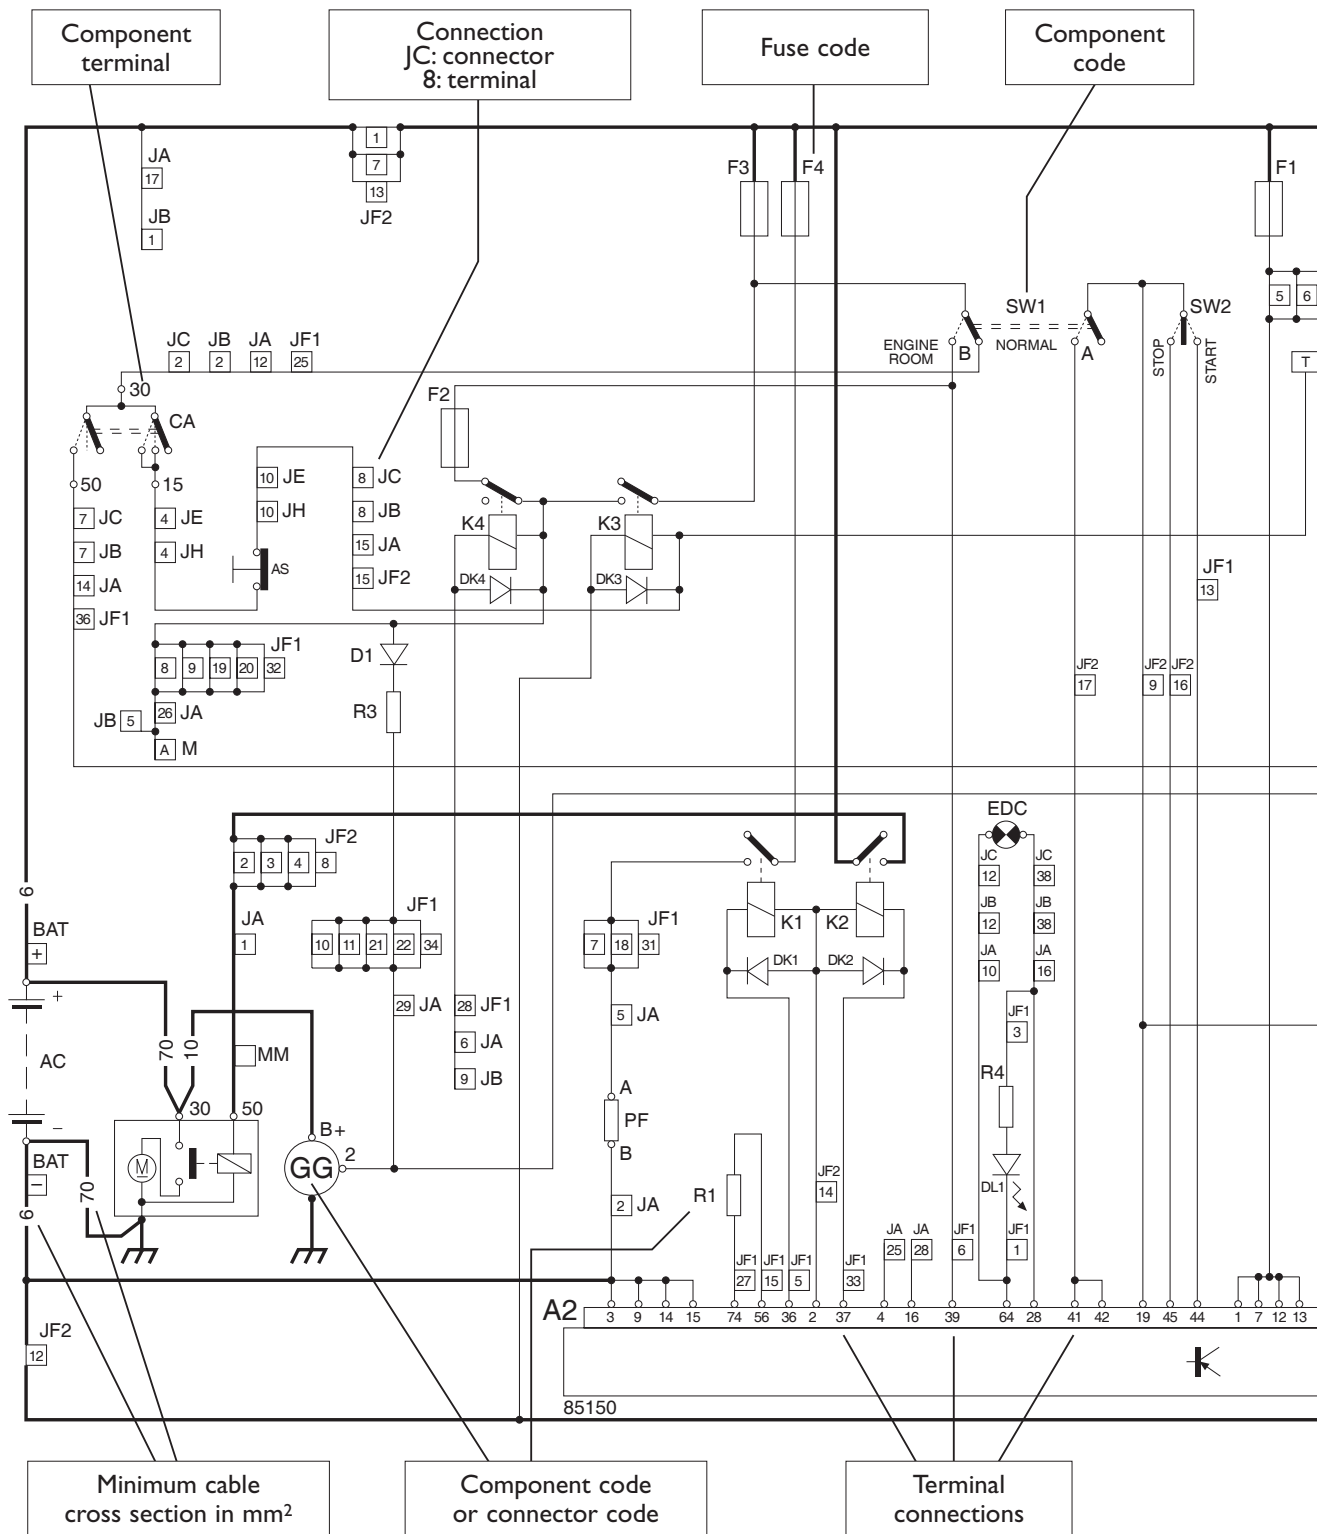 Component
terminal
Connection
JC: connector
8: terminal
Fuse code
Component
code
JA
17
JB
1
1
7
13
JF2
F3
F4
F1
5 6
SW1
SW2
ENGINE
ROOM
B
NORMAL
A
STOP
START
T
JC JB JA JF1
2 2 12 25
30
CA
F2
50
15
7 JC
7 JB
14 JA
36 JF1
4 JE
4 JH
10 JE
10 JH
AS
8 JC
8 JB
15 JA
15 JF2
K4
K3
DK4
DK3
JF1
13
JF1
8 9 19 20 32
D1
R3
JB 5
26 JA
A M
JF2
17
JF2 JF2
9 16
JF2
2 3 4 8
EDC
JC
12
JB
12
JA
10
JC
38
JB
38
JA
16
6
BAT
+
JA
1
JF1
10 11 21 22 34
JF1
7 18 31
K1 K2
DK1 DK2
+
AC
−
29 JA
28 JF1
6 JA
9 JB
5 JA
JF1
3
R4
70
10
MM
30
50
M
B+
GG
2
A
PF
B
BAT
−
70
6
2 JA
R1
JF2
14
DL1
JF1
27
JF1
15
JF1
5
JF1
33
JA
25
JA
28
JF1
6
JF1
1
A2
3 9 14 15 74 56 36 2 37 4 16 39 64 28 41 42 19 45 44 1 7 12 13
JF2
12
85150
Minimum cable
cross section in mm²
Component code
or connector code
Terminal
connections